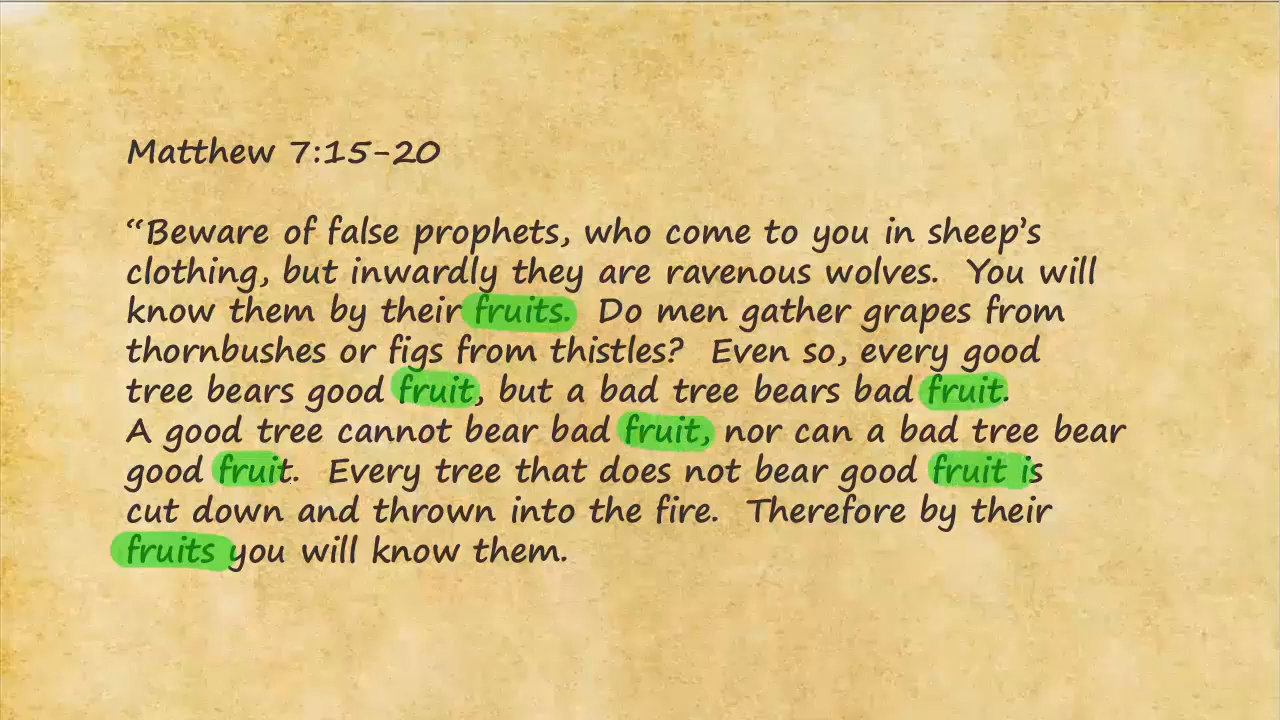 Matthew 7:15-20
“Beware of false prophets, who come to you in sheep’s
clothing, but inwardly they are ravenous wolves.  You will
know them by their fruits.  Do men gather grapes from
thornbushes or figs from thistles?  Even so, every good
tree bears good fruit, but a bad tree bears bad fruit.
A good tree cannot bear bad fruit, nor can a bad tree bear
good fruit.  Every tree that does not bear good fruit is
cut down and thrown into the fire.  Therefore by their
fruits you will know them.